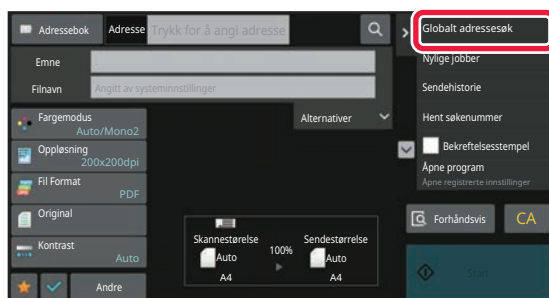 Adressebok
Adresse
Trykk for å angi adresse
Emne
Filnavn
Angitt av systeminnstillinger
Fargemodus
Auto/Mono2
Oppløsning
200x200dpi
Fil Format
PDF
Original
Kontrast
Auto
Andre
Alternativer
Skannestørelse
100%
Sendestørrelse
Auto
Auto
A4
A4
Globalt adressesøk
Nylige jobber
Sendehistorie
Hent søkenummer
Bekreftelsesstempel
Åpne program
Åpne registrerte innstillinger
Forhåndsvis
CA
Start